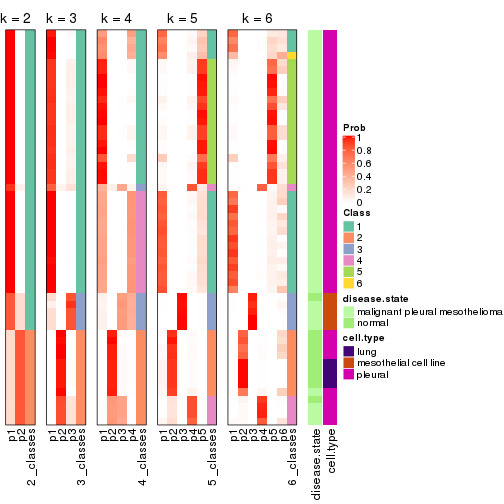 k = 2
k = 3
k = 4
k = 5
k = 6
p1
p2
2_classes
p1
p2
p3
3_classes
p1
p2
p3
p4
4_classes
p1
p2
p3
p4
p5
5_classes
p1
p2
p3
p4
p5
p6
6_classes
disease.state
cell.type
Prob
1
0.8
0.6
0.4
0.2
0
Class
1
2
3
4
5
6
disease.state
malignant pleural mesothelioma
normal
cell.type
lung
mesothelial cell line
pleural